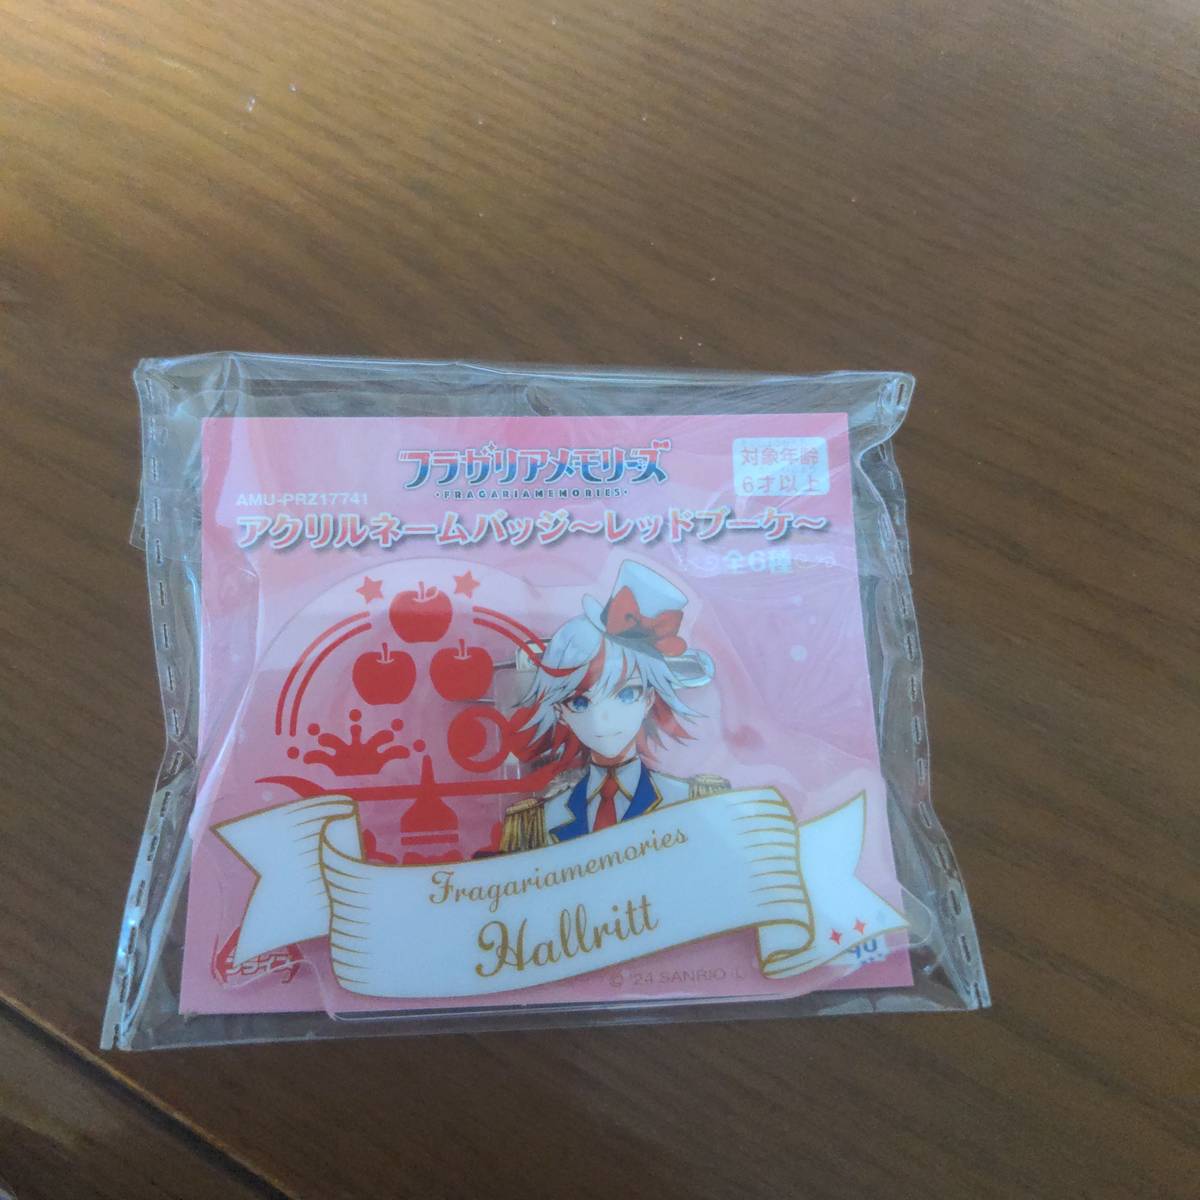 フラガリアメモリーズ
・FRAGARIAMEMORIES・
対象年齢
6才以上
AMU-PRZ17741
アクリルネームバッジ〜レッドブーケ〜
全6種
Fragariamemories
Hallritt
© '24 SANRIO